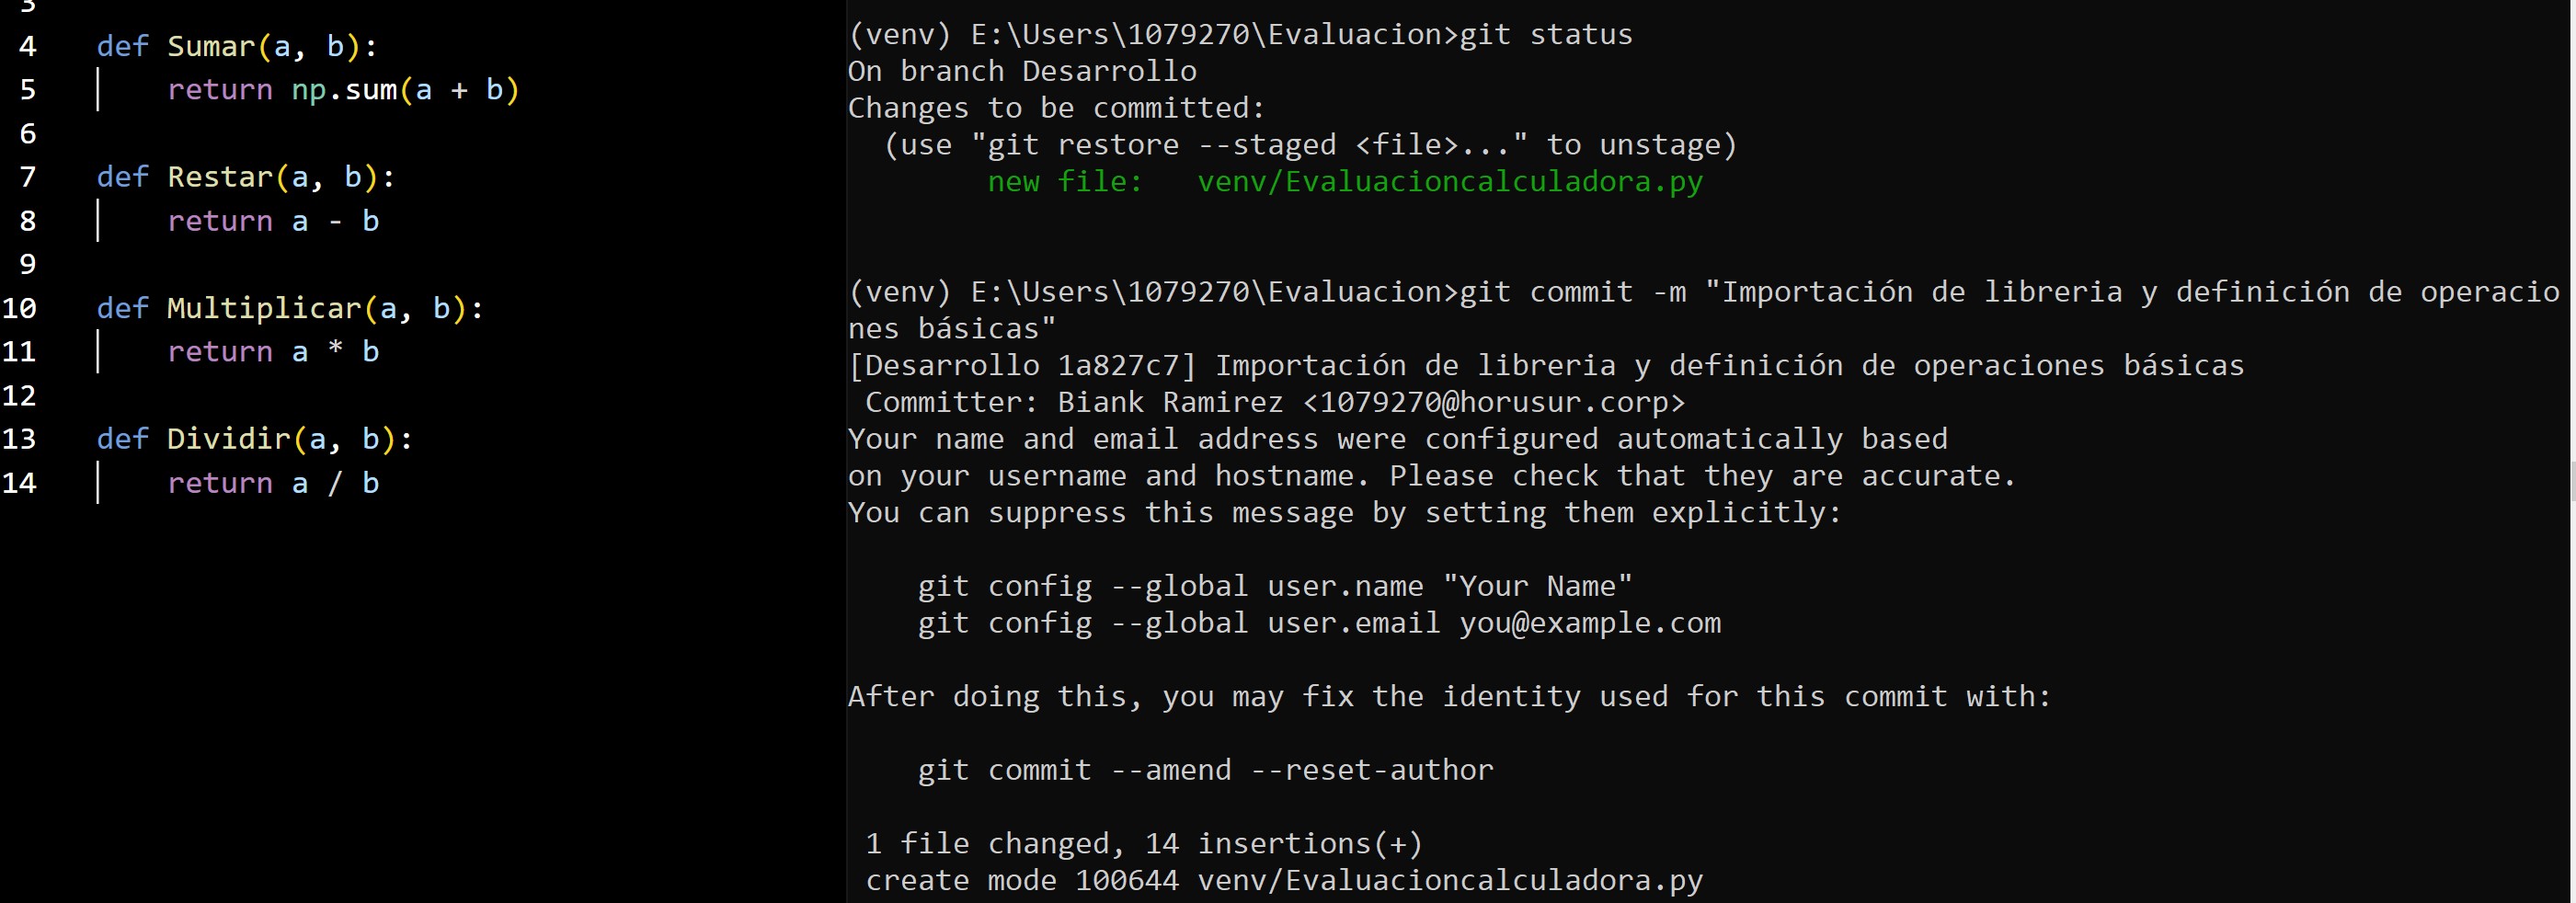 3
4 def Sumar(a, b):
5 return np.sum(a + b)
6
7 def Restar(a, b):
8 return a - b
9
10 def Multiplicar(a, b):
11 return a * b
12
13 def Dividir(a, b):
14 return a / b
(venv) E:\Users\1079270\Evaluacion>git status
On branch Desarrollo
Changes to be committed:
(use "git restore --staged <file>..." to unstage)
new file: venv/Evaluacioncalculadora.py
(venv) E:\Users\1079270\Evaluacion>git commit -m "Importación de libreria y definición de operacio
nes básicas"
[Desarrollo 1a827c7] Importación de libreria y definición de operaciones básicas
Committer: Biank Ramirez <1079270@horusur.corp>
Your name and email address were configured automatically based
on your username and hostname. Please check that they are accurate.
You can suppress this message by setting them explicitly:
git config --global user.name "Your Name"
git config --global user.email you@example.com
After doing this, you may fix the identity used for this commit with:
git commit --amend --reset-author
1 file changed, 14 insertions(+)
create mode 100644 venv/Evaluacioncalculadora.py